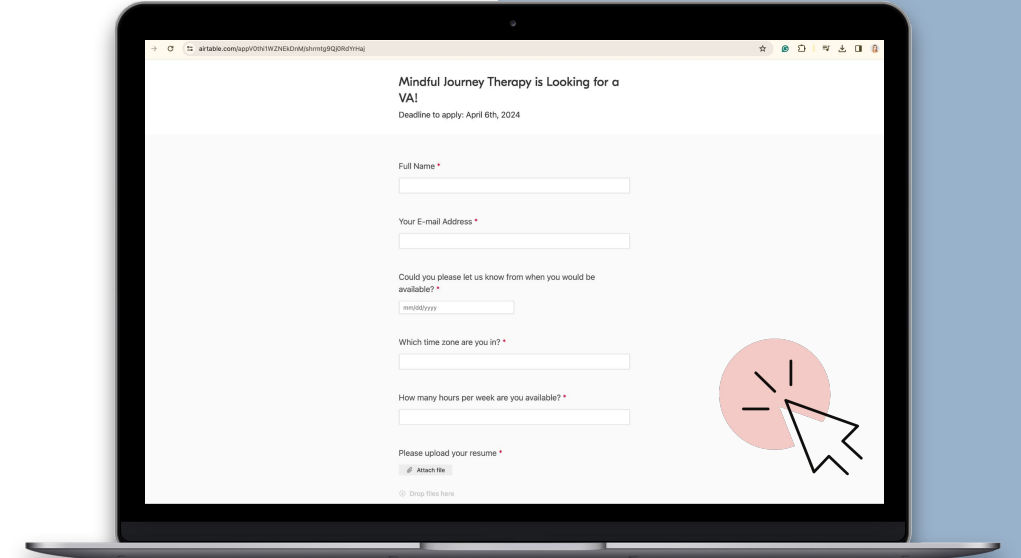 airtable.com/appV0thi1WZNEkDnM/shrmtg9Qj0RdYrHaj
Mindful Journey Therapy is Looking for a
VA!
Deadline to apply: April 6th, 2024
Full Name *
Your E-mail Address *
Could you please let us know from when you would be
available? *
mm/dd/yyyy
Which time zone are you in? *
How many hours per week are you available? *
Please upload your resume *
Attach file
Drop files here